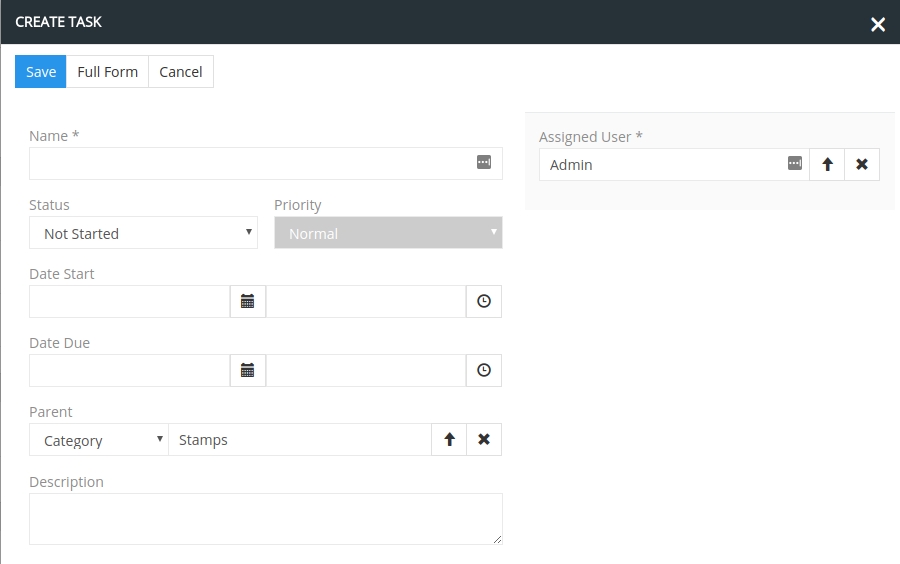 CREATE TASK
Save Full Form Cancel
Name *
Assigned User *
Admin
Status Priority
Not Started Normal
Date Start
Date Due
Parent
Category Stamps
Description